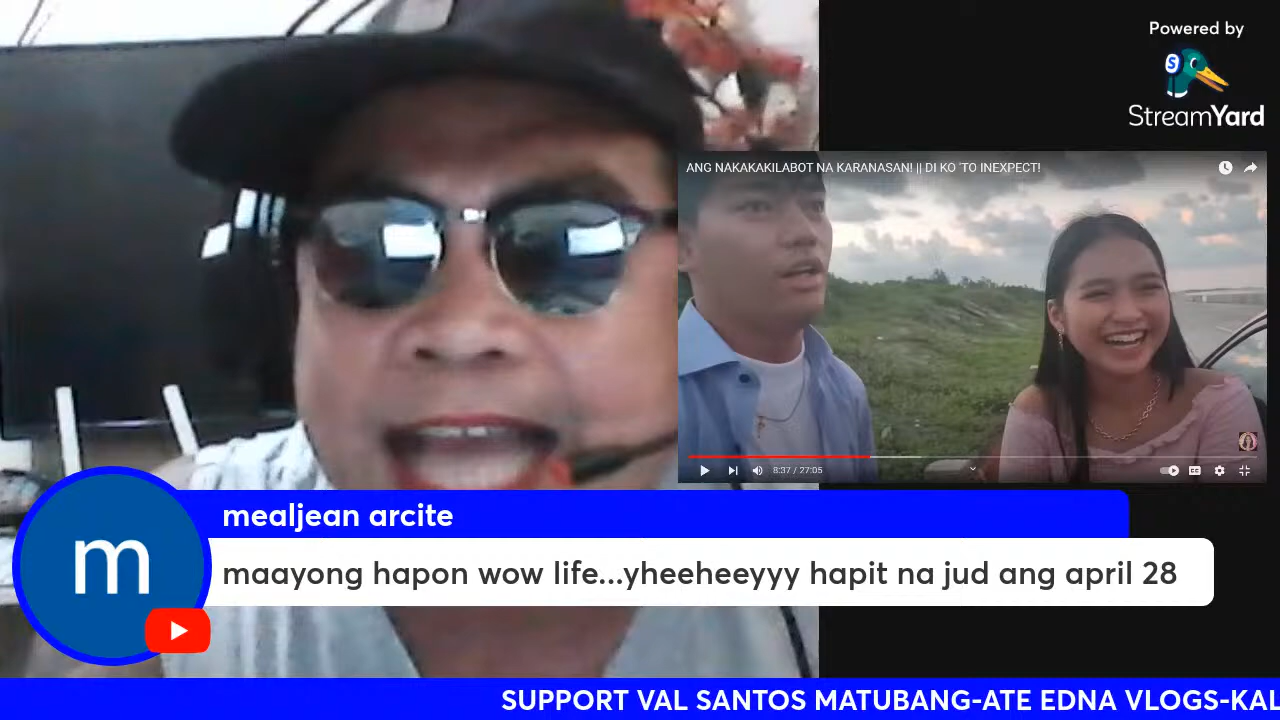 Powered by
StreamYard
ANG NAKAKAKILABOT NA KARANASAN! || DI KO 'TO INEXPECT!
8:37 / 27:05
mealjean arcite
m
maayong hapon wow life...yheeheeyyy hapit na jud ang april 28
SUPPORT VAL SANTOS MATUBANG-ATE EDNA VLOGS-KAL